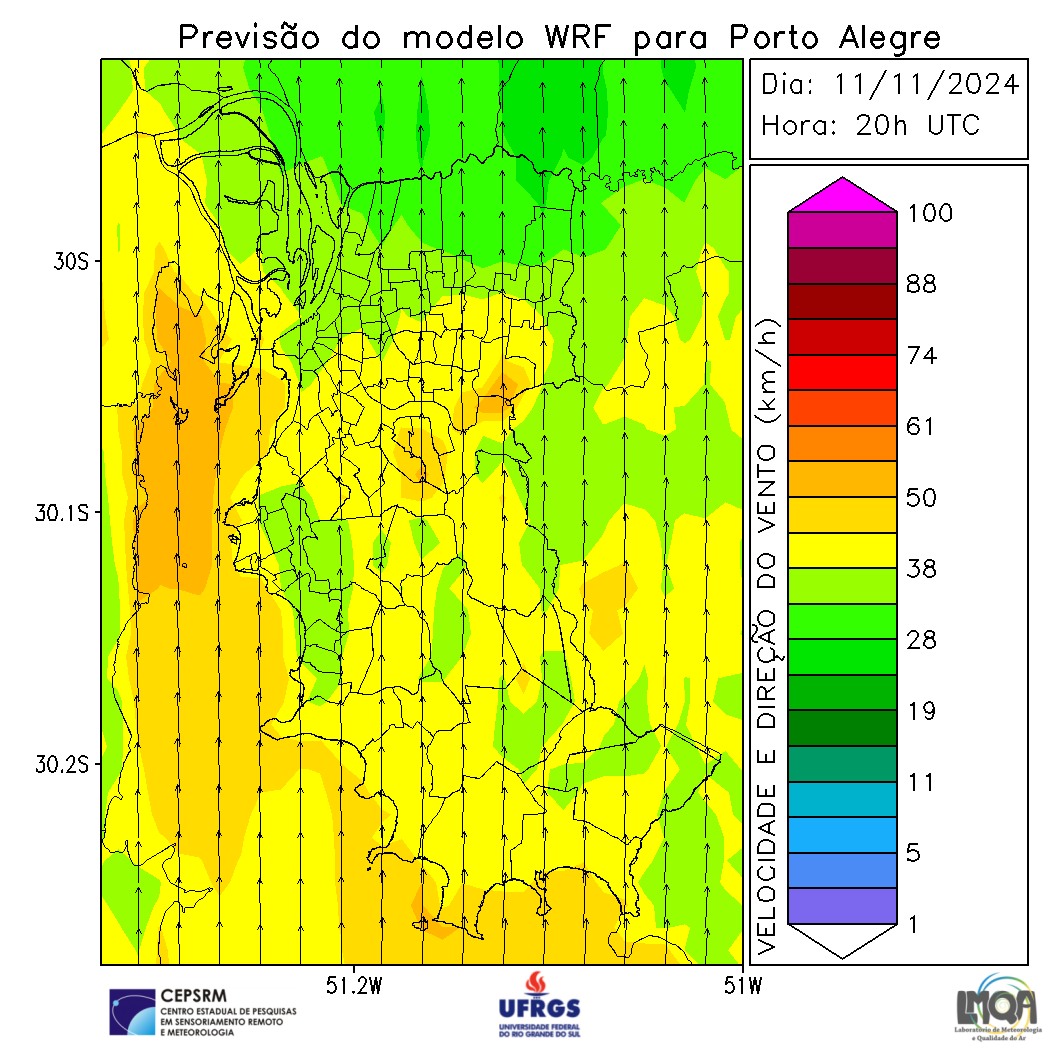 Previsão do modelo WRF para Porto Alegre
Dia: 11/11/2024
Hora: 20h UTC
30S
30.1S
30.2S
51.2W
51W
VELOCIDADE E DIREÇÃO DO VENTO (km/h)
100
88
74
61
50
38
28
19
11
5
1
CEPSRM
CENTRO ESTADUAL DE PESQUISAS
EM SENSORIAMENTO REMOTO
E METEOROLOGIA
UFRGS
UNIVERSIDADE FEDERAL
DO RIO GRANDE DO SUL
LMQA
Laboratório de Meteorologia
e Qualidade do Ar